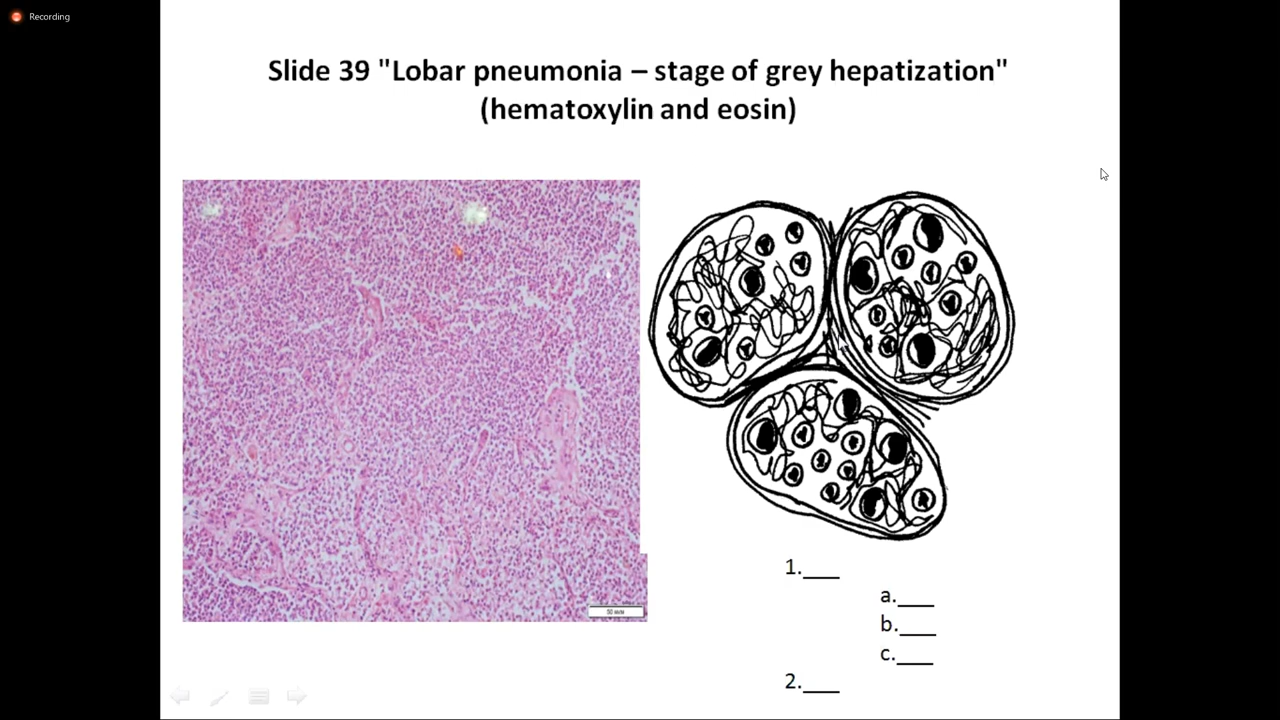 Recording
Slide 39 "Lobar pneumonia – stage of grey hepatization"
(hematoxylin and eosin)
1.___
a.___
b.___
c.___
2.___